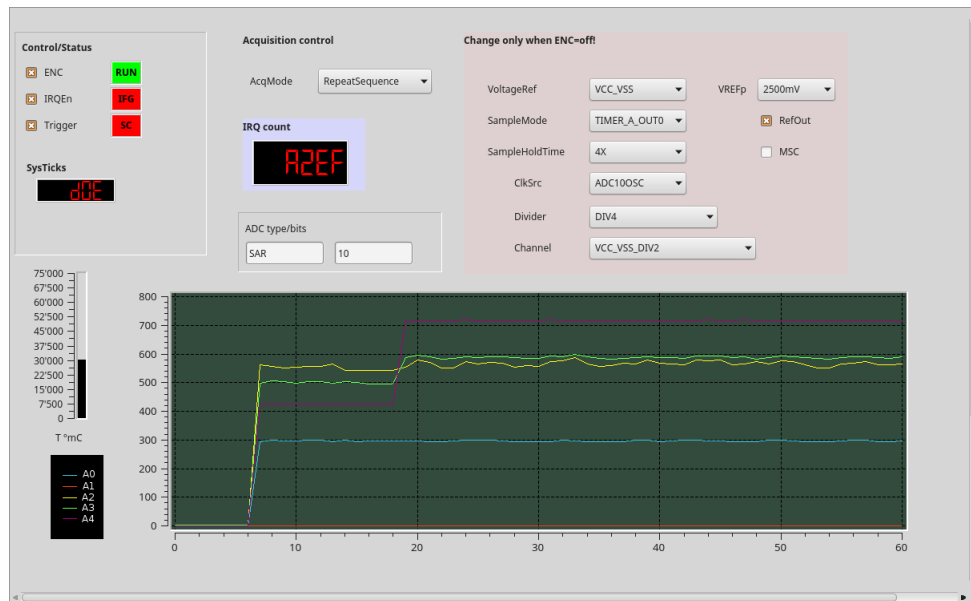 Control/Status
ENC RUN
IRQEn IFG
Trigger SC
SysTicks
d0E
Acquisition control
AcqMode RepeatSequence
IRQ count
A2EF
ADC type/bits
SAR 10
Change only when ENC=off!
VoltageRef VCC_VSS VREFp 2500mV
SampleMode TIMER_A_OUT0 RefOut
SampleHoldTime 4X MSC
ClkSrc ADC10OSC
Divider DIV4
Channel VCC_VSS_DIV2
75'000
67'500
60'000
52'500
45'000
37'500
30'000
22'500
15'000
7'500
0
T °mC
A0
A1
A2
A3
A4
800
700
600
500
400
300
200
100
0
0 10 20 30 40 50 60